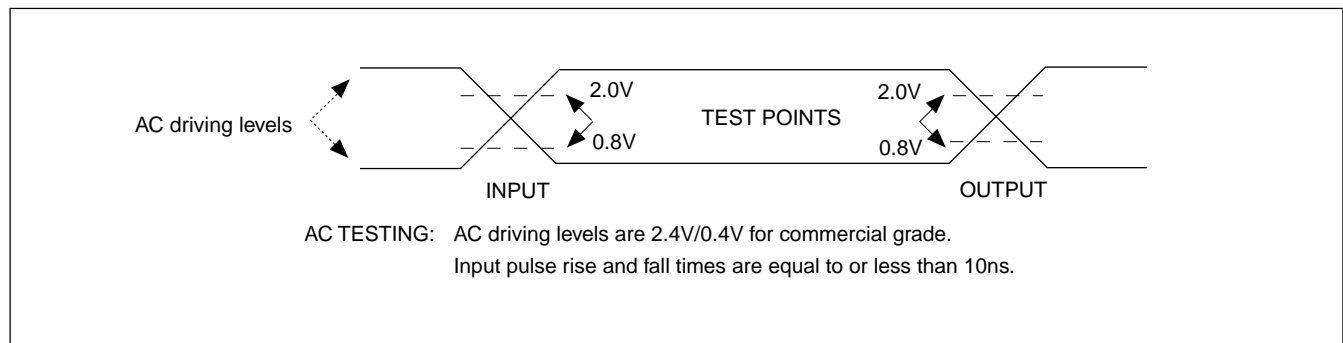 AC driving levels
2.0V
0.8V
TEST POINTS
2.0V
0.8V
INPUT
OUTPUT
AC TESTING: AC driving levels are 2.4V/0.4V for commercial grade.
Input pulse rise and fall times are equal to or less than 10ns.